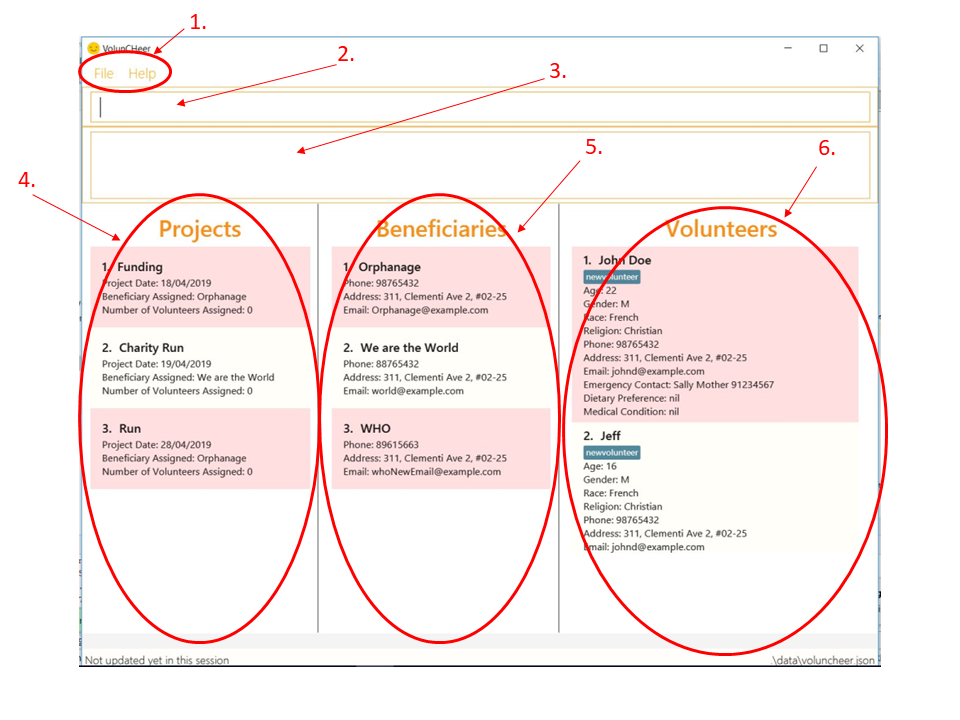 1.
VolunCHeer
2.
File Help
3.
4.
5.
6.
Projects
1. Funding
Project Date: 18/04/2019
Beneficiary Assigned: Orphanage
Number of Volunteers Assigned: 0
2. Charity Run
Project Date: 19/04/2019
Beneficiary Assigned: We are the World
Number of Volunteers Assigned: 0
3. Run
Project Date: 28/04/2019
Beneficiary Assigned: Orphanage
Number of Volunteers Assigned: 0
Beneficiaries
1. Orphanage
Phone: 98765432
Address: 311, Clementi Ave 2, #02-25
Email: Orphanage@example.com
2. We are the World
Phone: 88765432
Address: 311, Clementi Ave 2, #02-25
Email: world@example.com
3. WHO
Phone: 89615663
Address: 311, Clementi Ave 2, #02-25
Email: whoNewEmail@example.com
Volunteers
1. John Doe
newvolunteer
Age: 22
Gender: M
Race: French
Religion: Christian
Phone: 98765432
Address: 311, Clementi Ave 2, #02-25
Email: johnd@example.com
Emergency Contact: Sally Mother 91234567
Dietary Preference: nil
Medical Condition: nil
2. Jeff
newvolunteer
Age: 16
Gender: M
Race: French
Religion: Christian
Phone: 98765432
Address: 311, Clementi Ave 2, #02-25
Email: johnd@example.com
Not updated yet in this session
.\data\voluncheer.json